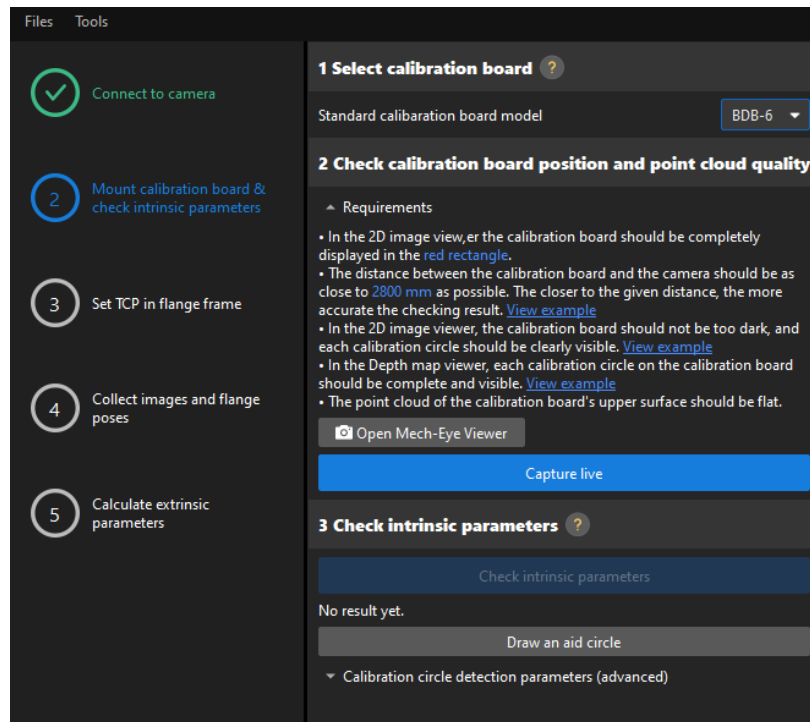 Files Tools
Connect to camera
2 Mount calibration board &
check intrinsic parameters
3 Set TCP in flange frame
4 Collect images and flange
poses
5 Calculate extrinsic
parameters
1 Select calibration board ?
Standard calibaration board model BDB-6
2 Check calibration board position and point cloud quality
Requirements
• In the 2D image view,er the calibration board should be completely
displayed in the red rectangle.
• The distance between the calibration board and the camera should be as
close to 2800 mm as possible. The closer to the given distance, the more
accurate the checking result. View example
• In the 2D image viewer, the calibration board should not be too dark, and
each calibration circle should be clearly visible. View example
• In the Depth map viewer, each calibration circle on the calibration board
should be complete and visible. View example
• The point cloud of the calibration board's upper surface should be flat.
Open Mech-Eye Viewer
Capture live
3 Check intrinsic parameters ?
Check intrinsic parameters
No result yet.
Draw an aid circle
Calibration circle detection parameters (advanced)